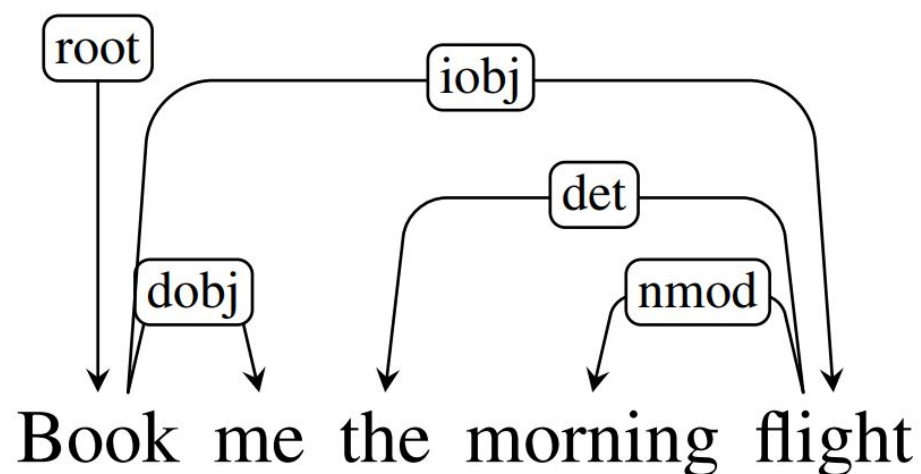 root
iobj
det
dobj
nmod
Book me the morning flight